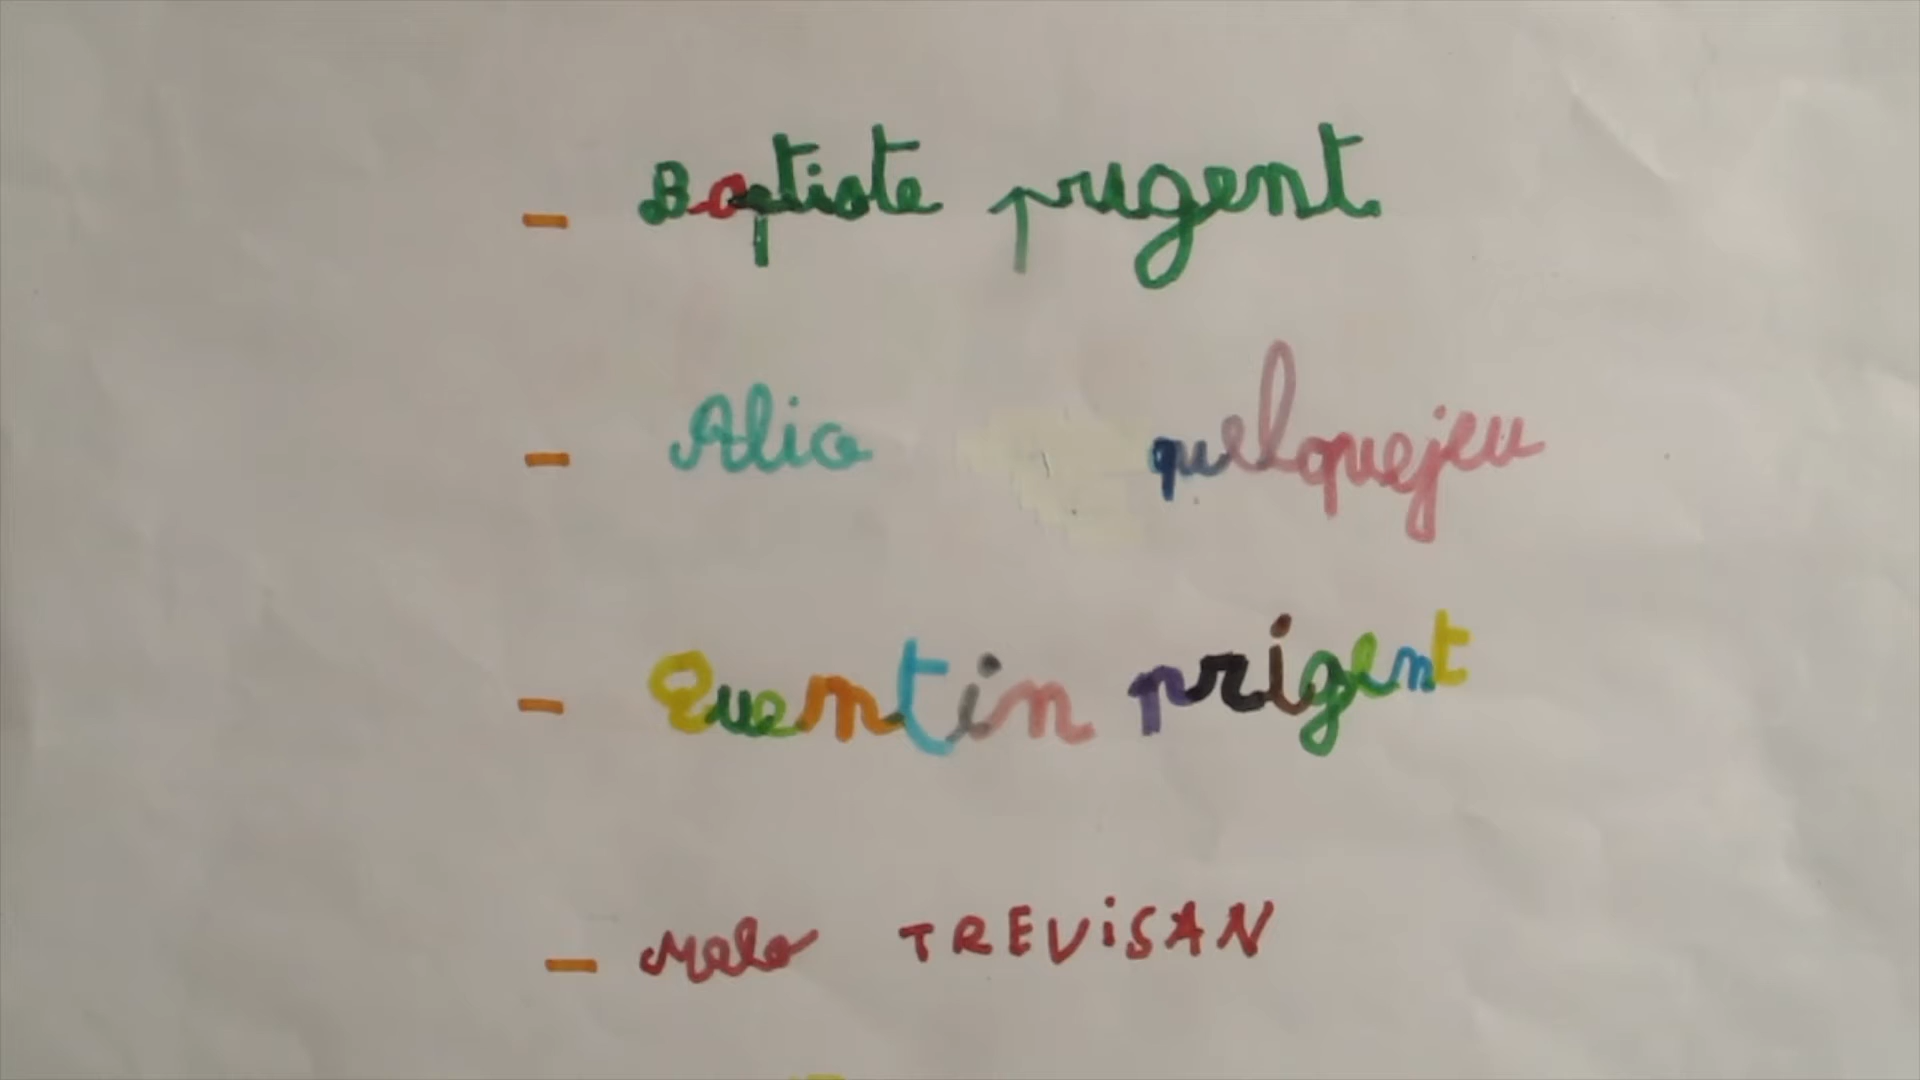 - Baptiste prigent
- Alia quelquejeu
- Quentin prigent
- Malo TREViSAN